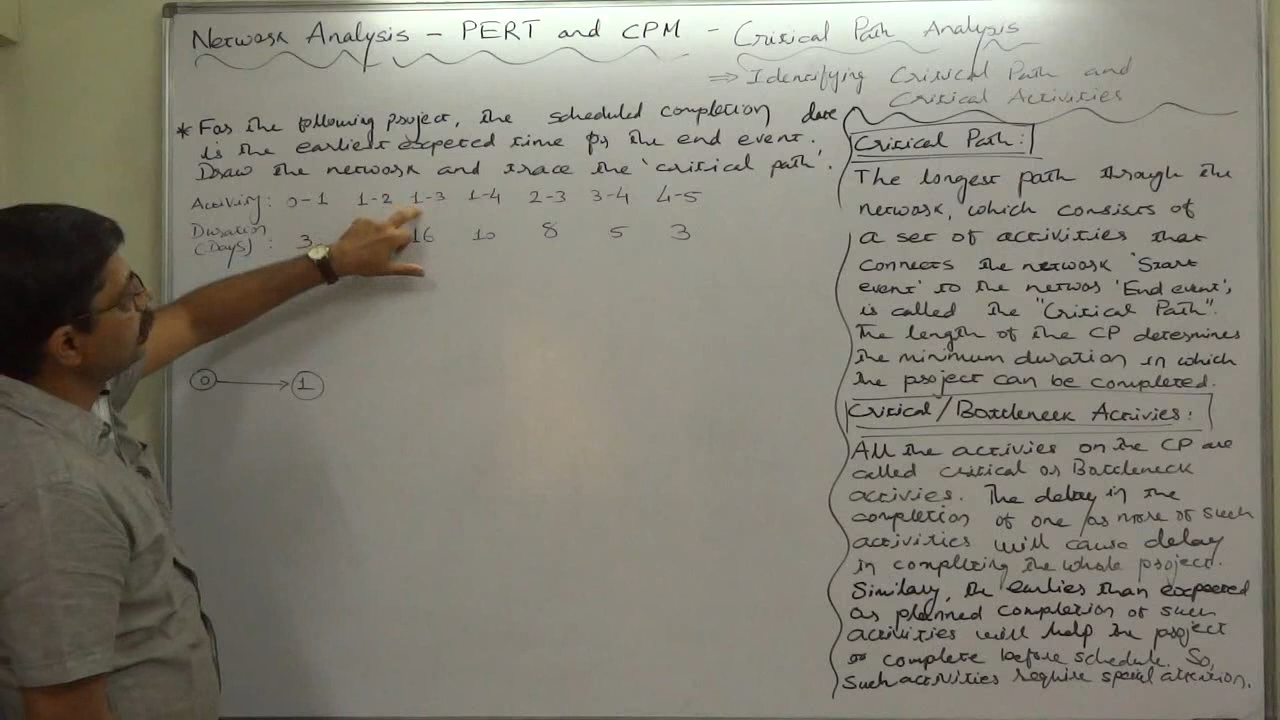 Network Analysis - PERT and CPM - Critical Path Analysis
⇒ Identifying Critical Path and
Critical Activities
* For the following project, the scheduled completion date
is the earliest expected time for the end event.
Draw the network and trace the 'critical path'.
Activity: 0-1 1-2 1-3 1-4 2-3 3-4 4-5
Duration
(Days) : 3 16 10 8 5 3
0 1
Critical Path:
The longest path through the
network, which consists of
a set of activities that
connects the network 'Start
event' to the networ 'End event',
is called the "Critical Path".
The length of the CP determines
the minimum duration in which
the project can be completed.
Critical/Bottleneck Activies:
All the activies on the CP are
called critical or Bottleneck
activies. The delay in the
completion of one or more of such
activities will cause delay
in completing the whole project.
Similary, the earlies than expected
or planned completion of such
activities will help the project
to complete before schedule. So,
such activities require special attention.